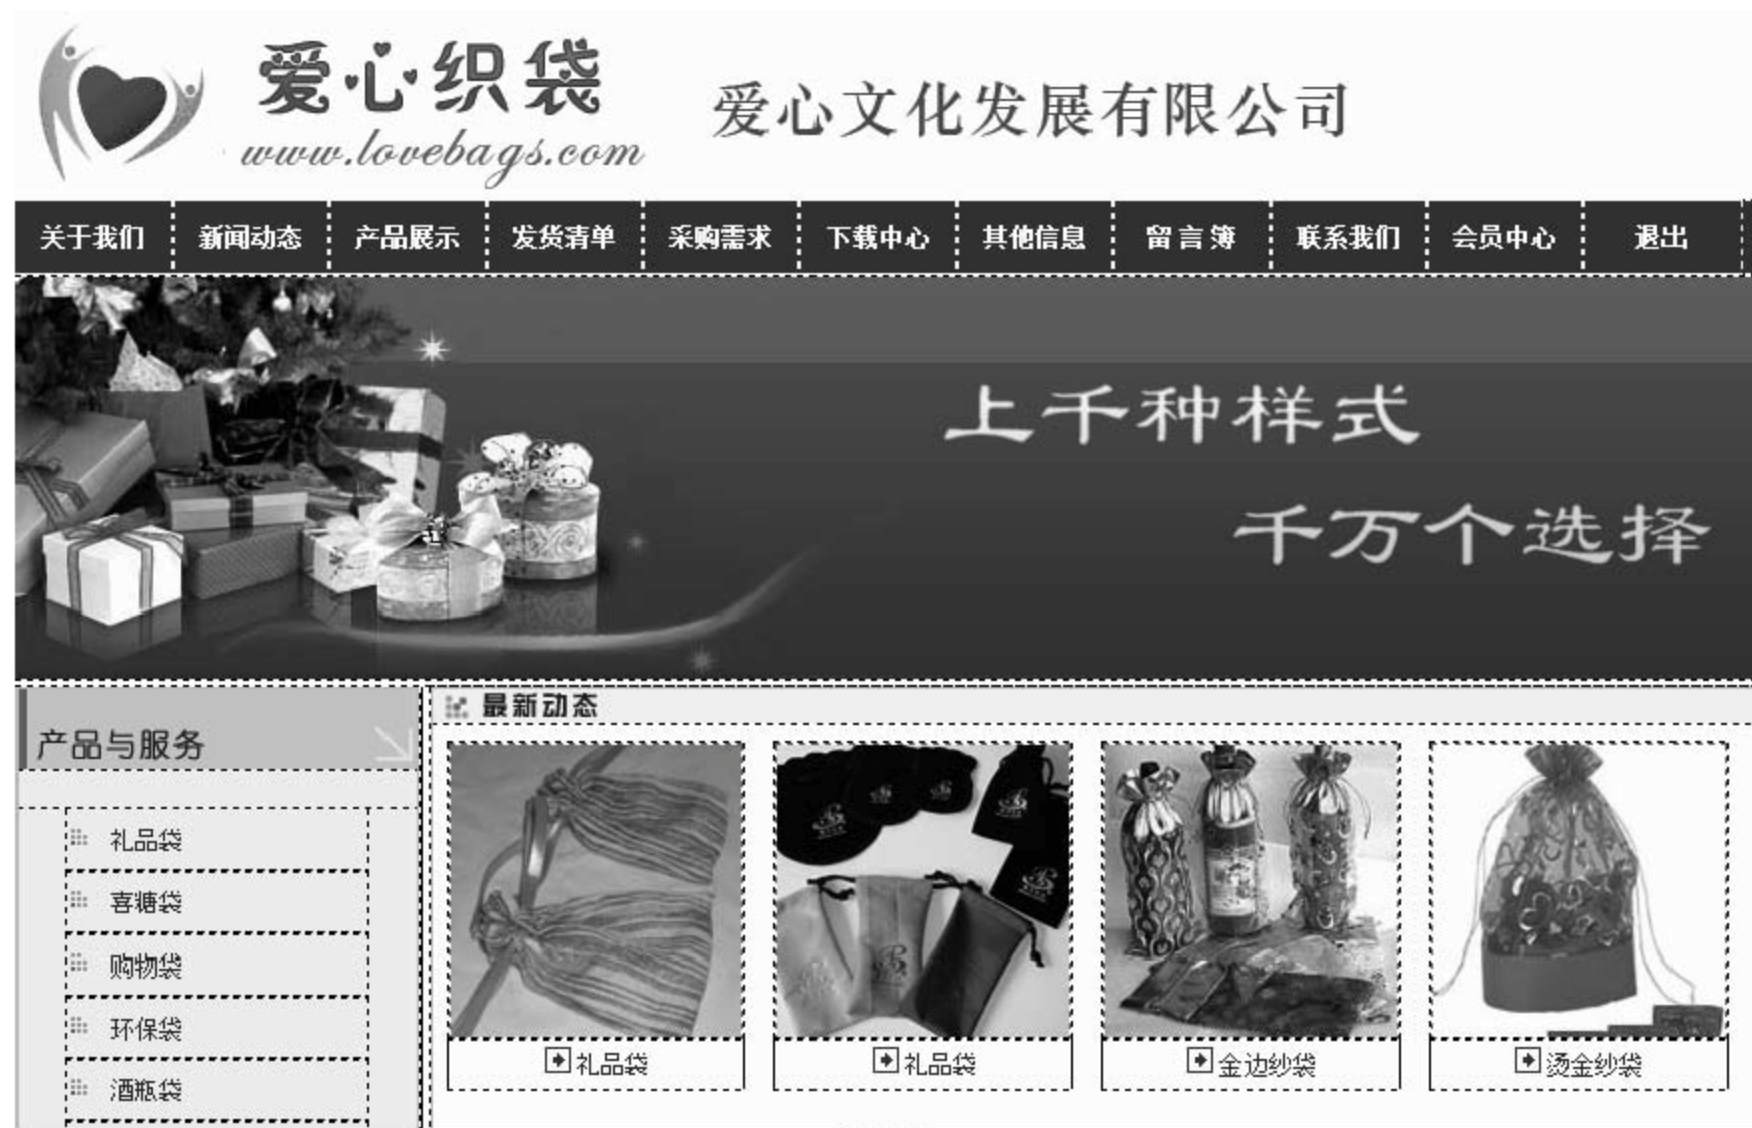 爱心织袋
www.lovebags.com
爱心文化发展有限公司
关于我们 新闻动态 产品展示 发货清单 采购需求 下载中心 其他信息 留言簿 联系我们 会员中心 退出
上千种样式
千万个选择
产品与服务
礼品袋
喜糖袋
购物袋
环保袋
酒瓶袋
最新动态
礼品袋 礼品袋 金边纱袋 烫金纱袋